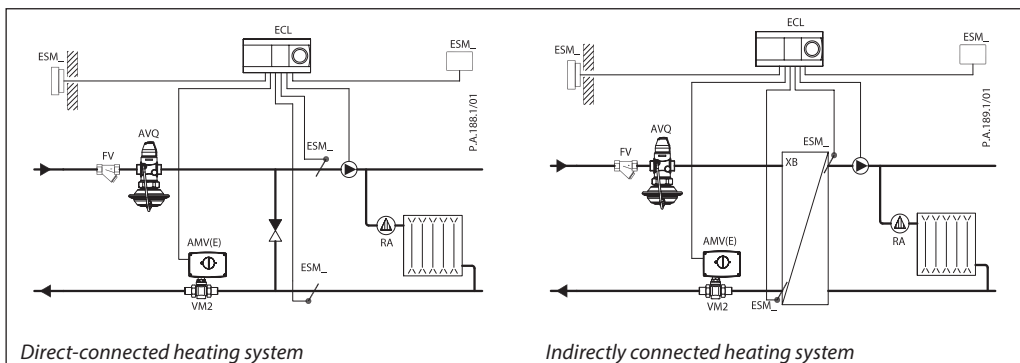 ECL
ESM_
ESM_
P.A.188.1/01
AVQ
FV
ESM_
RA
AMV(E)
ESM_
VM2
Direct-connected heating system
ECL
ESM_
ESM_
P.A.189.1/01
AVQ
FV
ESM_
XB
RA
AMV(E)
ESM_
VM2
Indirectly connected heating system